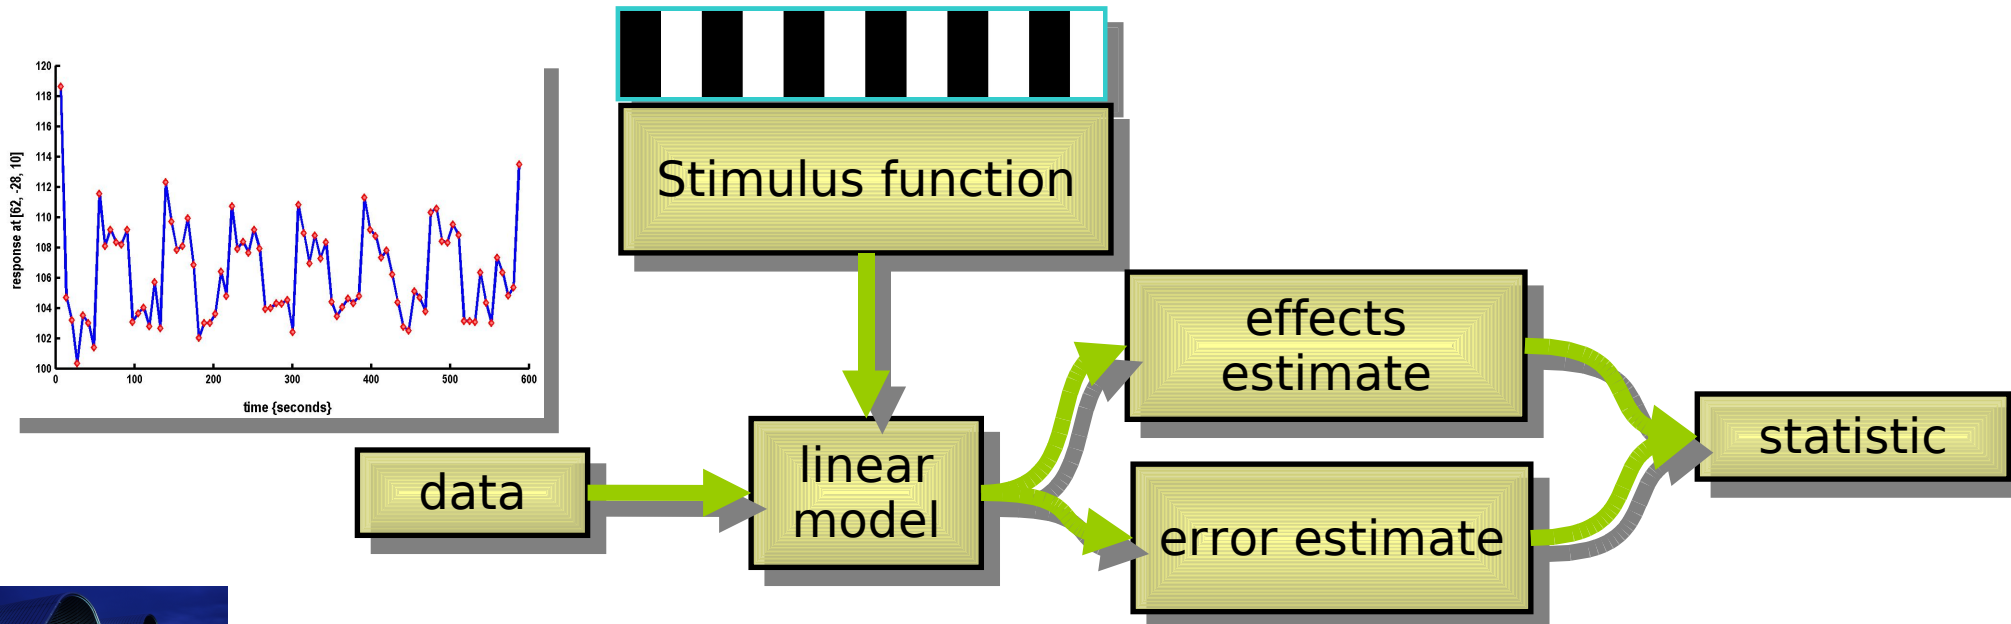 120
118
116
114
112
110
108
106
104
102
100
response at [62, -28, 10]
0 100 200 300 400 500 600
time {seconds}
Stimulus function
data
linear
model
effects
estimate
error estimate
statistic